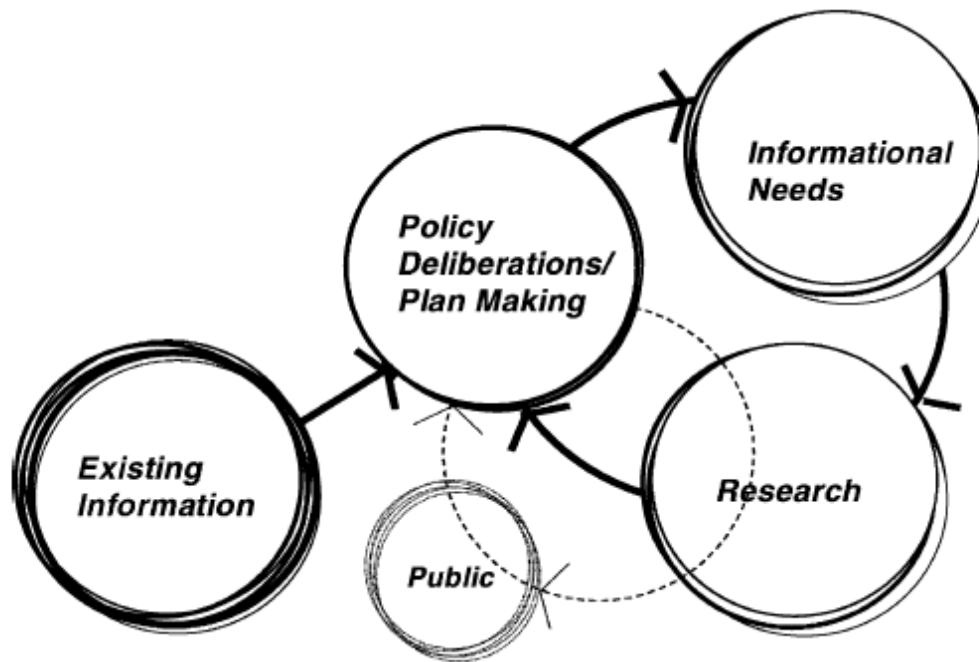 Policy
Deliberations/
Plan Making
Informational
Needs
Existing
Information
Research
Public